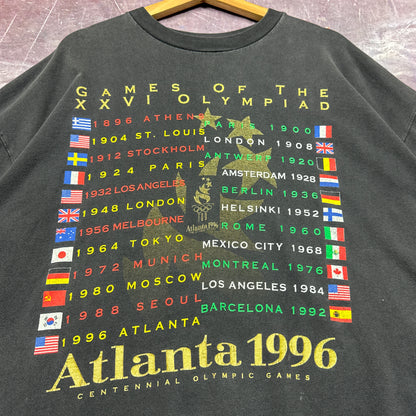 GAMES OF THE
XXVI OLYMPIAD
1896 ATHENS
PARIS 1900
1904 ST. LOUIS
LONDON 1908
1912 STOCKHOLM
ANTWERP 1920
1924 PARIS
AMSTERDAM 1928
1932 LOS ANGELES
BERLIN 1936
1948 LONDON
HELSINKI 1952
1956 MELBOURNE
ROME 1960
1964 TOKYO
MEXICO CITY 1968
1972 MUNICH
MONTREAL 1976
1980 MOSCOW
LOS ANGELES 1984
1988 SEOUL
BARCELONA 1992
1996 ATLANTA
Atlanta 1996
Atlanta 1996
CENTENNIAL OLYMPIC GAMES